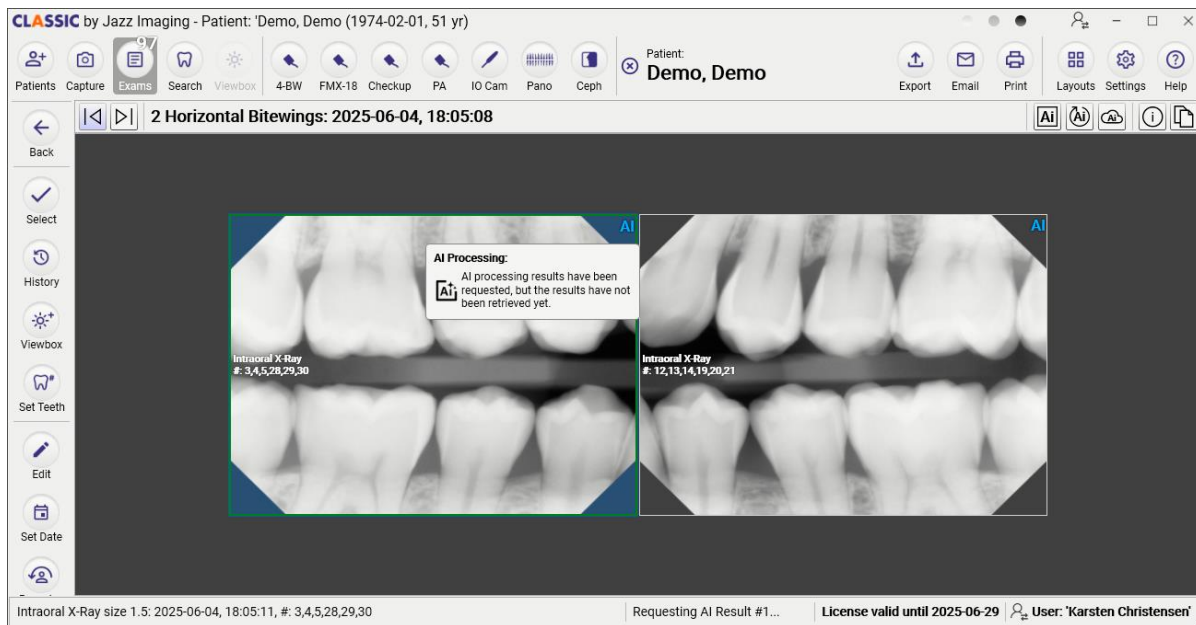 CLASSIC by Jazz Imaging - Patient: 'Demo, Demo (1974-02-01, 51 yr)
97
Patients Capture Exams Search Viewbox 4-BW FMX-18 Checkup PA IO Cam Pano Ceph
Patient:
Demo, Demo
Export Email Print Layouts Settings Help
2 Horizontal Bitewings: 2025-06-04, 18:05:08
Ai Ai Ai
Back
Select
History
Viewbox
Set Teeth
Edit
Set Date
AI
AI Processing:
Ai
AI processing results have been
requested, but the results have not
been retrieved yet.
Intraoral X-Ray
#: 3,4,5,28,29,30
AI
Intraoral X-Ray
#: 12,13,14,19,20,21
Intraoral X-Ray size 1.5: 2025-06-04, 18:05:11, #: 3,4,5,28,29,30
Requesting AI Result #1...
License valid until 2025-06-29
User: 'Karsten Christensen'